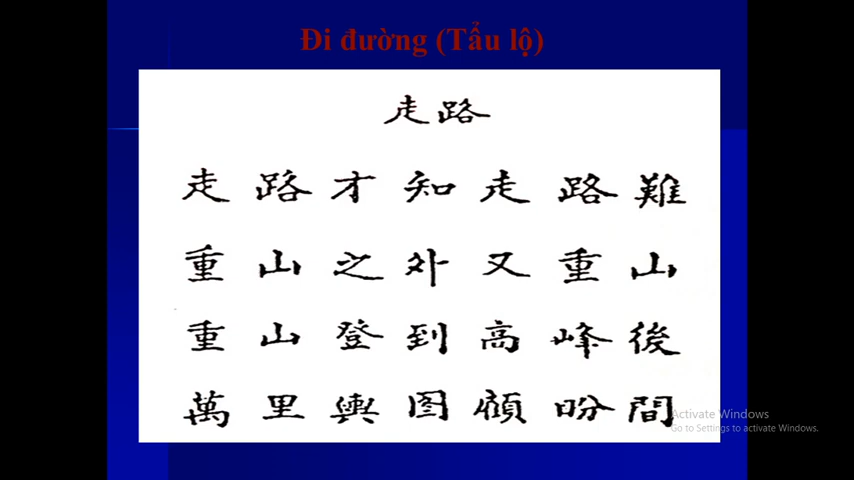 Đi đường (Tẩu lộ)
走路
走路才知走路難
重山之外又重山
重山登到高峰後
萬里輿图顧盼間
Activate Windows
Go to Settings to activate Windows.